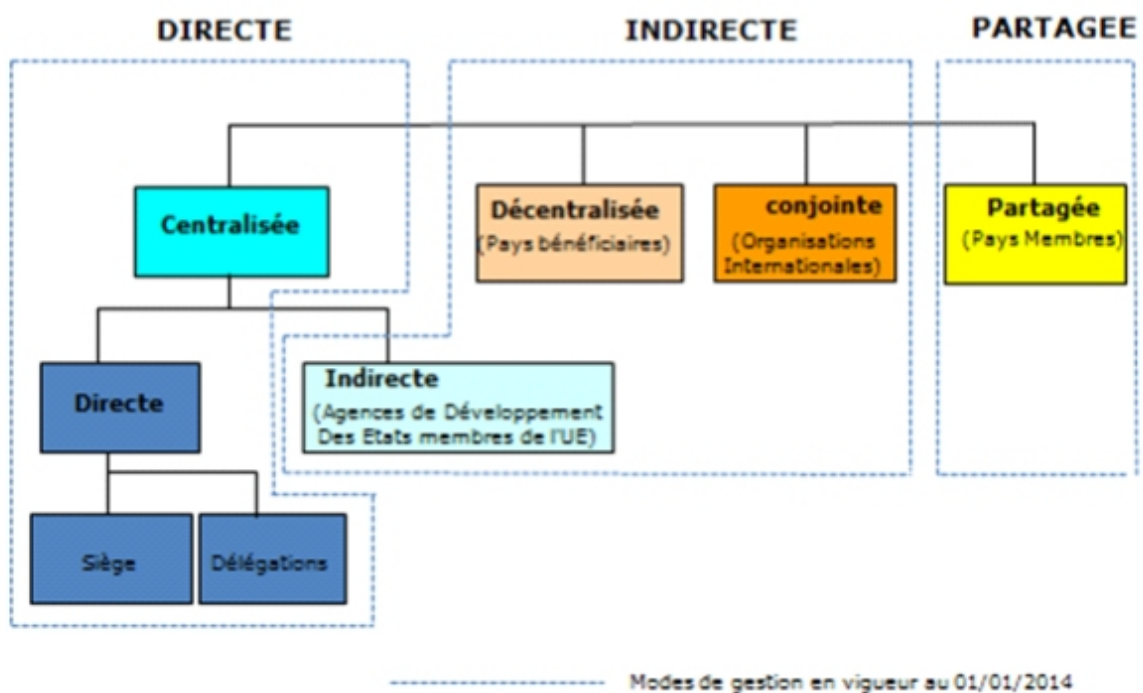 DIRECTE
INDIRECTE
PARTAGEE
Centralisée
Décentralisée
(Pays bénéficiaires)
conjointe
(Organisations
Internationales)
Partagée
(Pays Membres)
Directe
Indirecte
(Agences de Développement
Des Etats membres de l'UE)
Siège
Délégations
Modes de gestion en vigueur au 01/01/2014